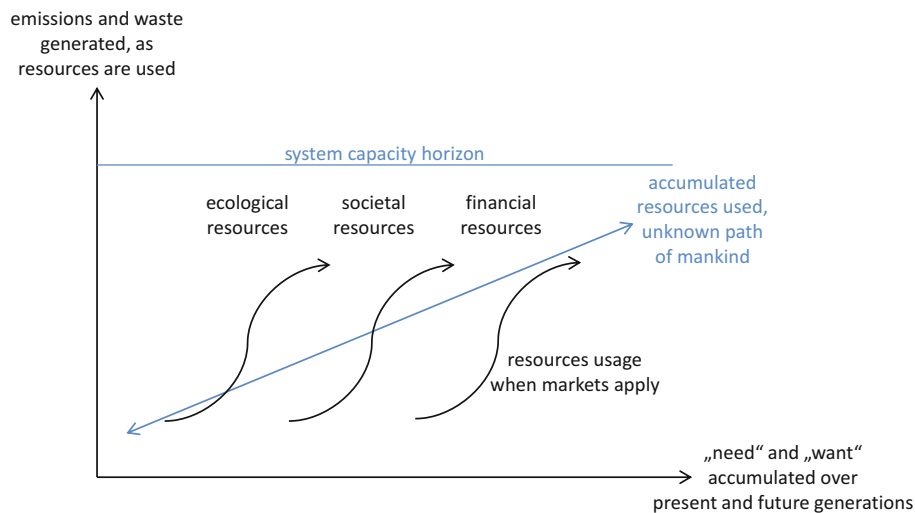 emissions and waste
generated, as
resources are used
system capacity horizon
accumulated
resources used,
unknown path
of mankind
ecological
resources
societal
resources
financial
resources
resources usage
when markets apply
„need“ and „want“
accumulated over
present and future generations